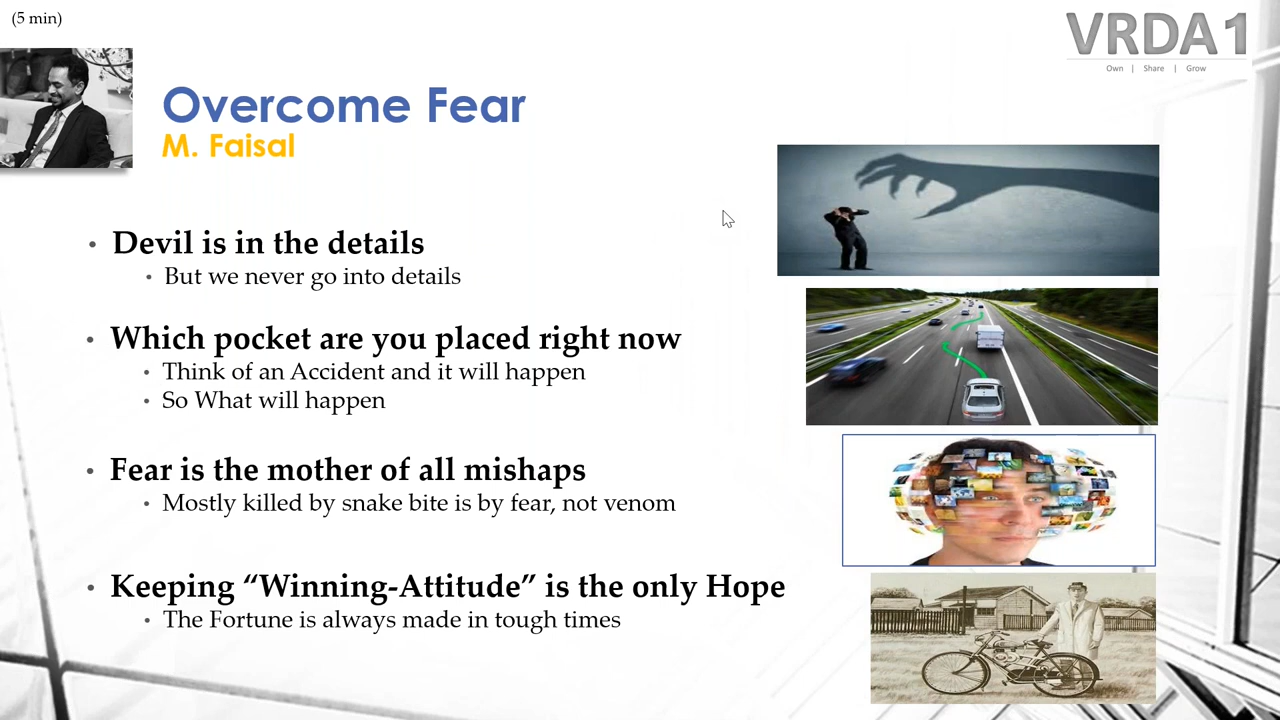 (5 min)
VRDA1
Own | Share | Grow
Overcome Fear
M. Faisal
• Devil is in the details
• But we never go into details
• Which pocket are you placed right now
• Think of an Accident and it will happen
• So What will happen
• Fear is the mother of all mishaps
• Mostly killed by snake bite is by fear, not venom
• Keeping “Winning-Attitude” is the only Hope
• The Fortune is always made in tough times